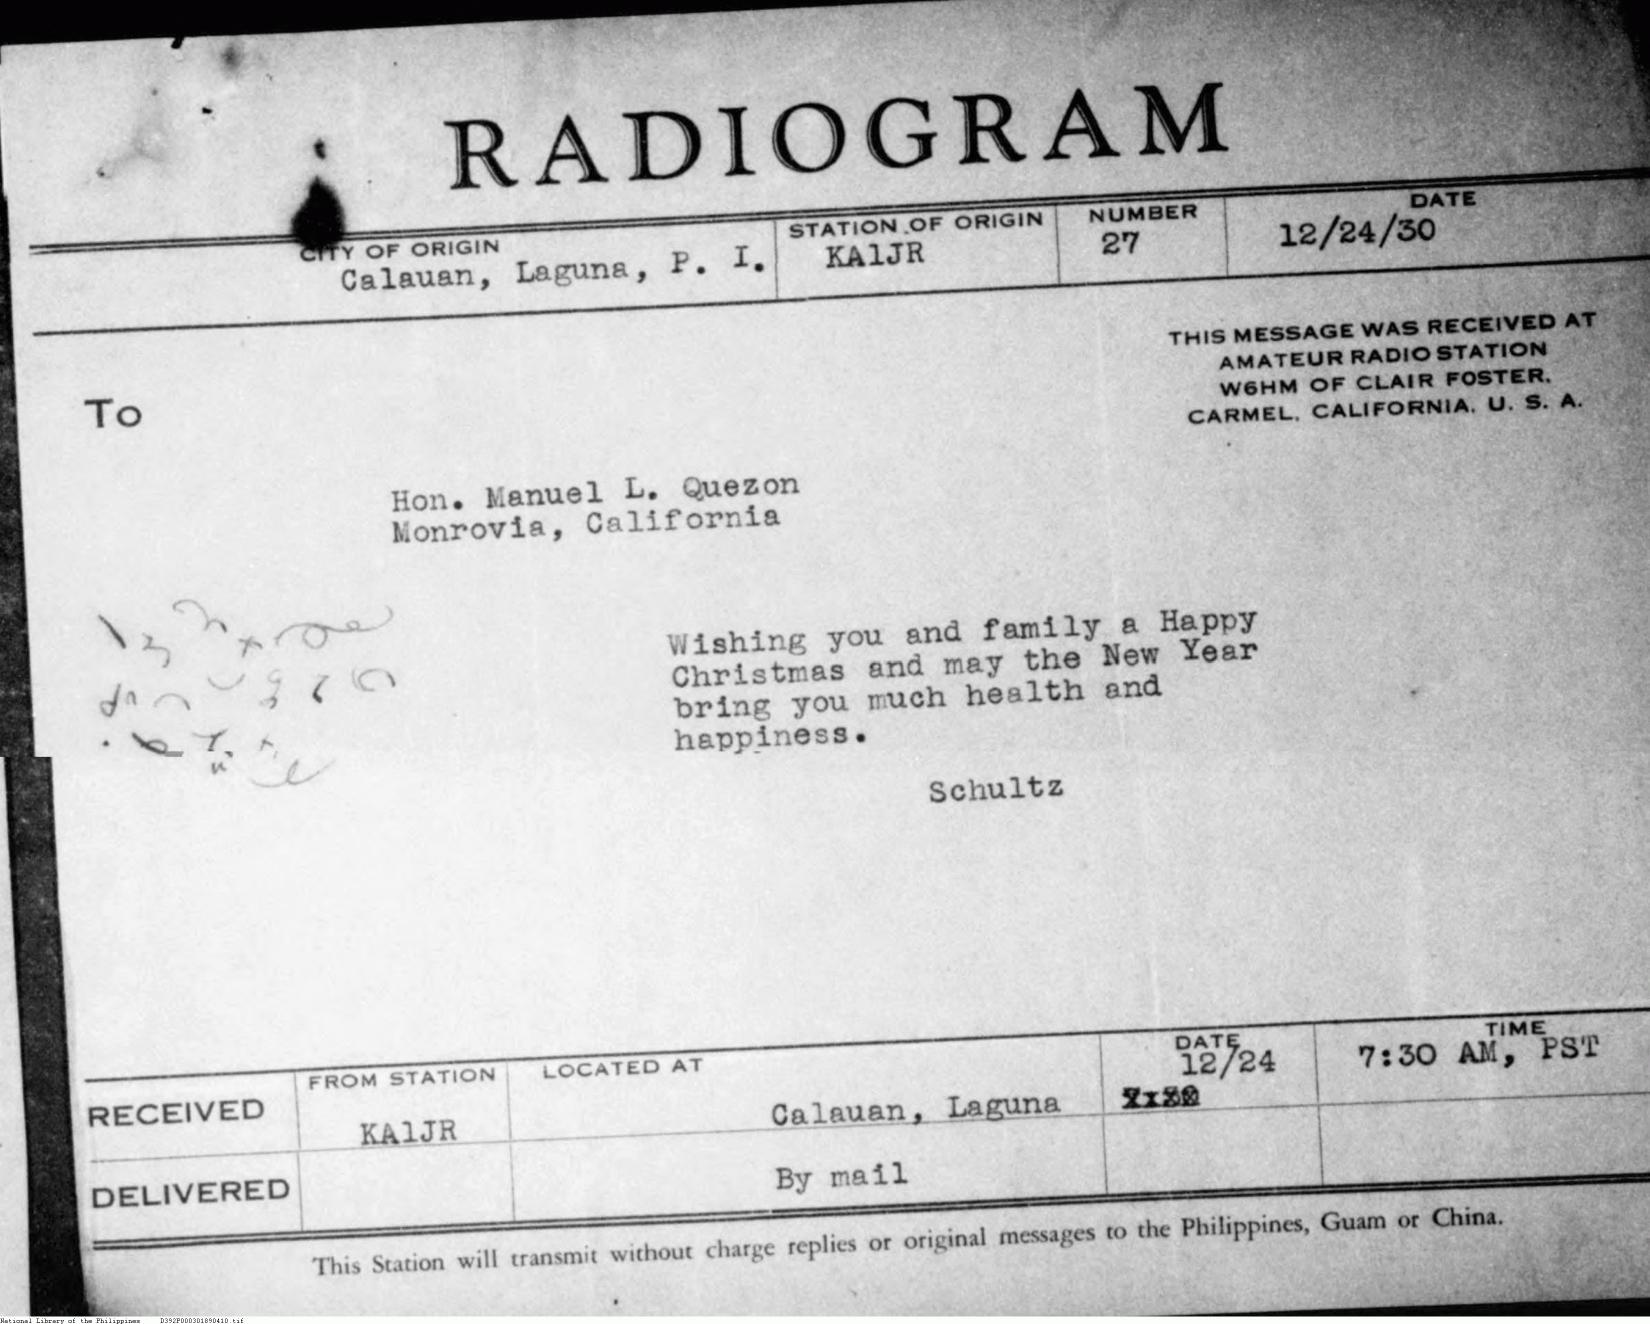 RADIOGRAM
CITY OF ORIGIN
Calauan, Laguna, P. I.
STATION OF ORIGIN
KA1JR
NUMBER
27
DATE
12/24/30
THIS MESSAGE WAS RECEIVED AT
AMATEUR RADIO STATION
W6HM OF CLAIR FOSTER,
CARMEL, CALIFORNIA, U. S. A.
To
Hon. Manuel L. Quezon
Monrovia, California
Wishing you and family a Happy
Christmas and may the New Year
bring you much health and
happiness.
Schultz
FROM STATION
LOCATED AT
DATE
TIME
RECEIVED
KA1JR
Calauan, Laguna
12/24
7:30 AM, PST
DELIVERED
By mail
This Station will transmit without charge replies or original messages to the Philippines, Guam or China.
National Library of the Philippines D392P000301890410.tif